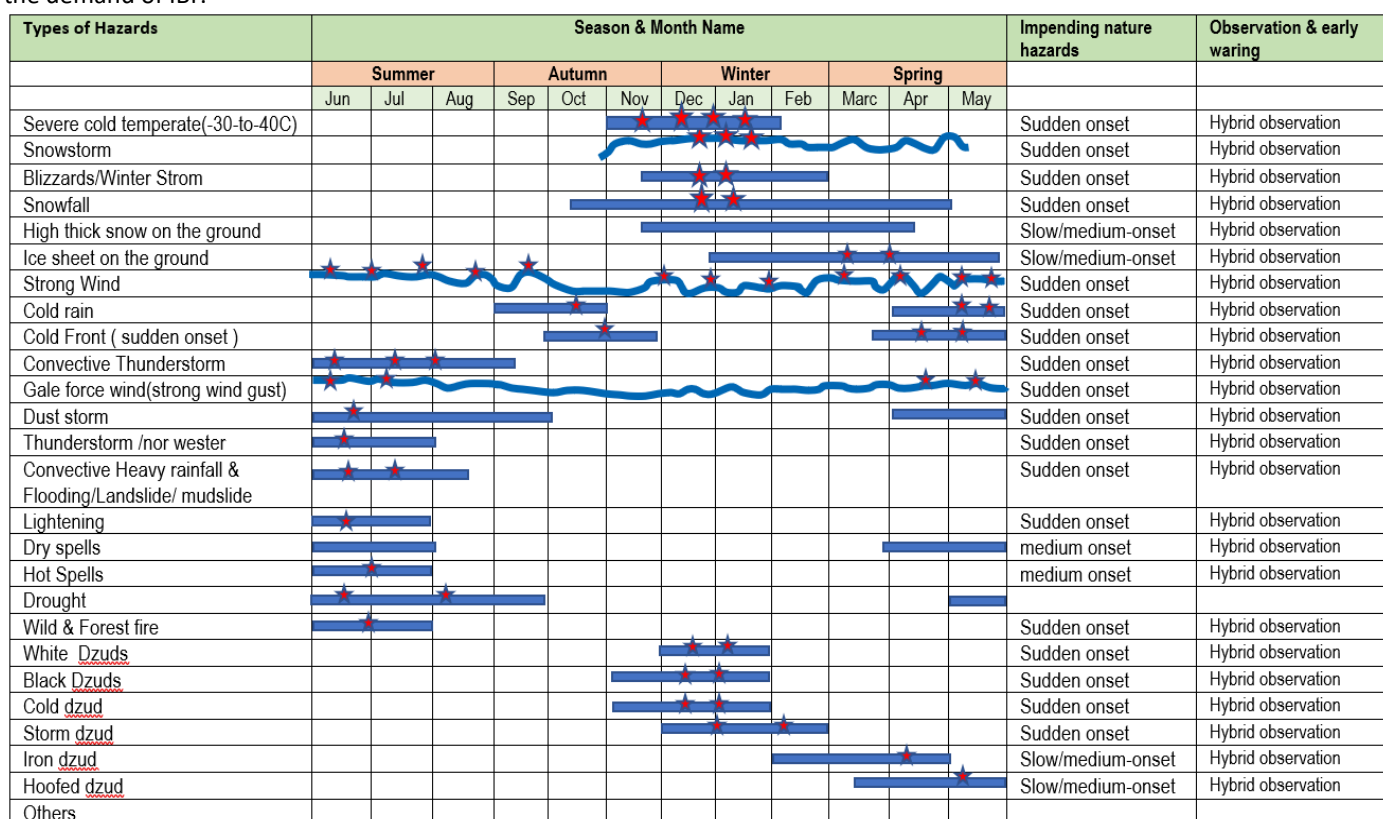 the demand of IBF.
Types of Hazards Season & Month Name Impending nature hazards Observation & early waring
Summer Autumn Winter Spring
Jun Jul Aug Sep Oct Nov Dec Jan Feb Marc Apr May
Severe cold temperate(-30-to-40C) Sudden onset Hybrid observation
Snowstorm Sudden onset Hybrid observation
Blizzards/Winter Strom Sudden onset Hybrid observation
Snowfall Sudden onset Hybrid observation
High thick snow on the ground Slow/medium-onset Hybrid observation
Ice sheet on the ground Slow/medium-onset Hybrid observation
Strong Wind Sudden onset Hybrid observation
Cold rain Sudden onset Hybrid observation
Cold Front ( sudden onset ) Sudden onset Hybrid observation
Convective Thunderstorm Sudden onset Hybrid observation
Gale force wind(strong wind gust) Sudden onset Hybrid observation
Dust storm Sudden onset Hybrid observation
Thunderstorm /nor wester Sudden onset Hybrid observation
Convective Heavy rainfall & Sudden onset Hybrid observation
Flooding/Landslide/ mudslide
Lightening Sudden onset Hybrid observation
Dry spells medium onset Hybrid observation
Hot Spells medium onset Hybrid observation
Drought
Wild & Forest fire Sudden onset Hybrid observation
White Dzuds Sudden onset Hybrid observation
Black Dzuds Sudden onset Hybrid observation
Cold dzud Sudden onset Hybrid observation
Storm dzud Sudden onset Hybrid observation
Iron dzud Slow/medium-onset Hybrid observation
Hoofed dzud Slow/medium-onset Hybrid observation
Others